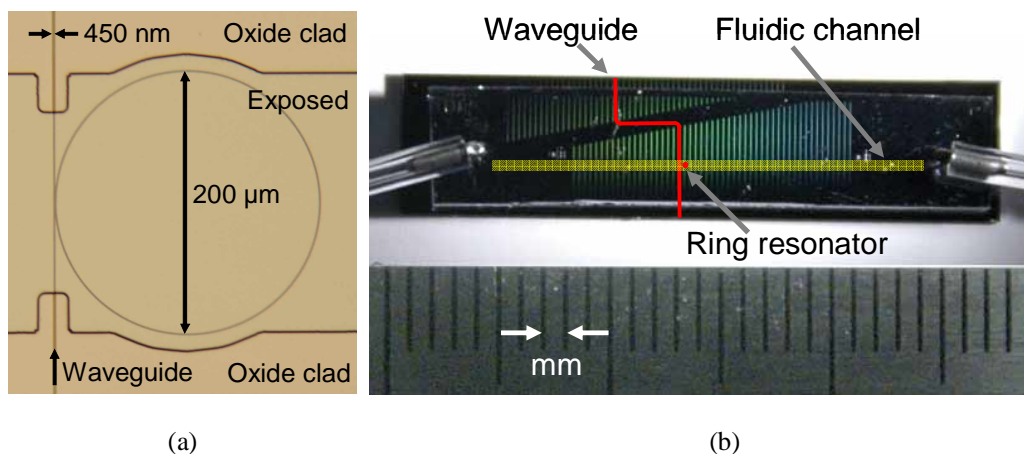 450 nm
Oxide clad
Exposed
200 µm
Waveguide
Oxide clad
(a)
Waveguide
Fluidic channel
Ring resonator
mm
(b)